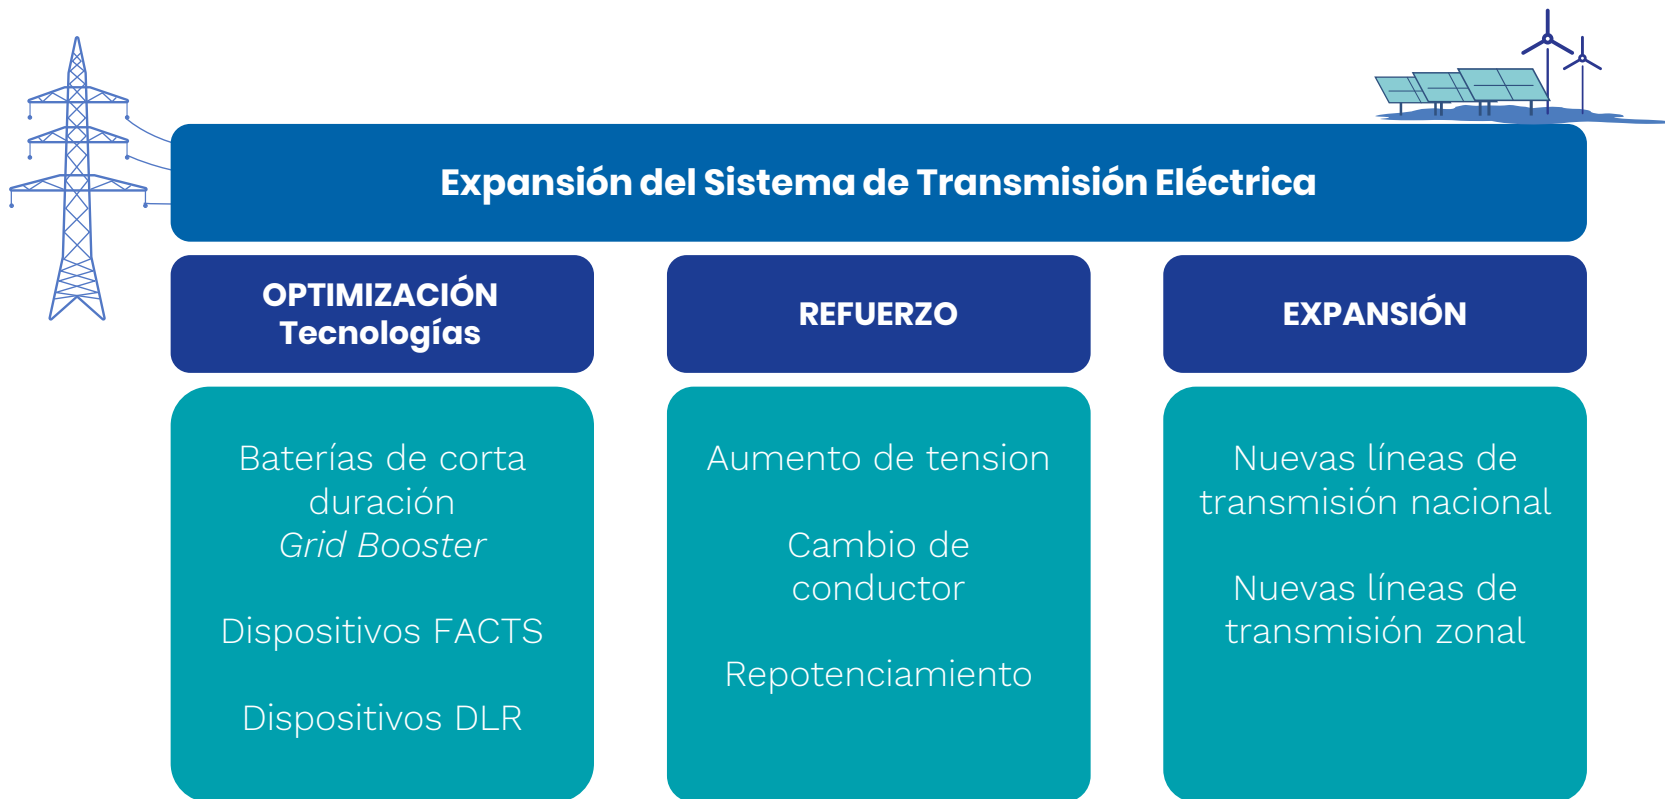 Expansión del Sistema de Transmisión Eléctrica
OPTIMIZACIÓN
Tecnologías
Baterías de corta
duración
Grid Booster
Dispositivos FACTS
Dispositivos DLR
REFUERZO
Aumento de tension
Cambio de
conductor
Repotenciamiento
EXPANSIÓN
Nuevas líneas de
transmisión nacional
Nuevas líneas de
transmisión zonal